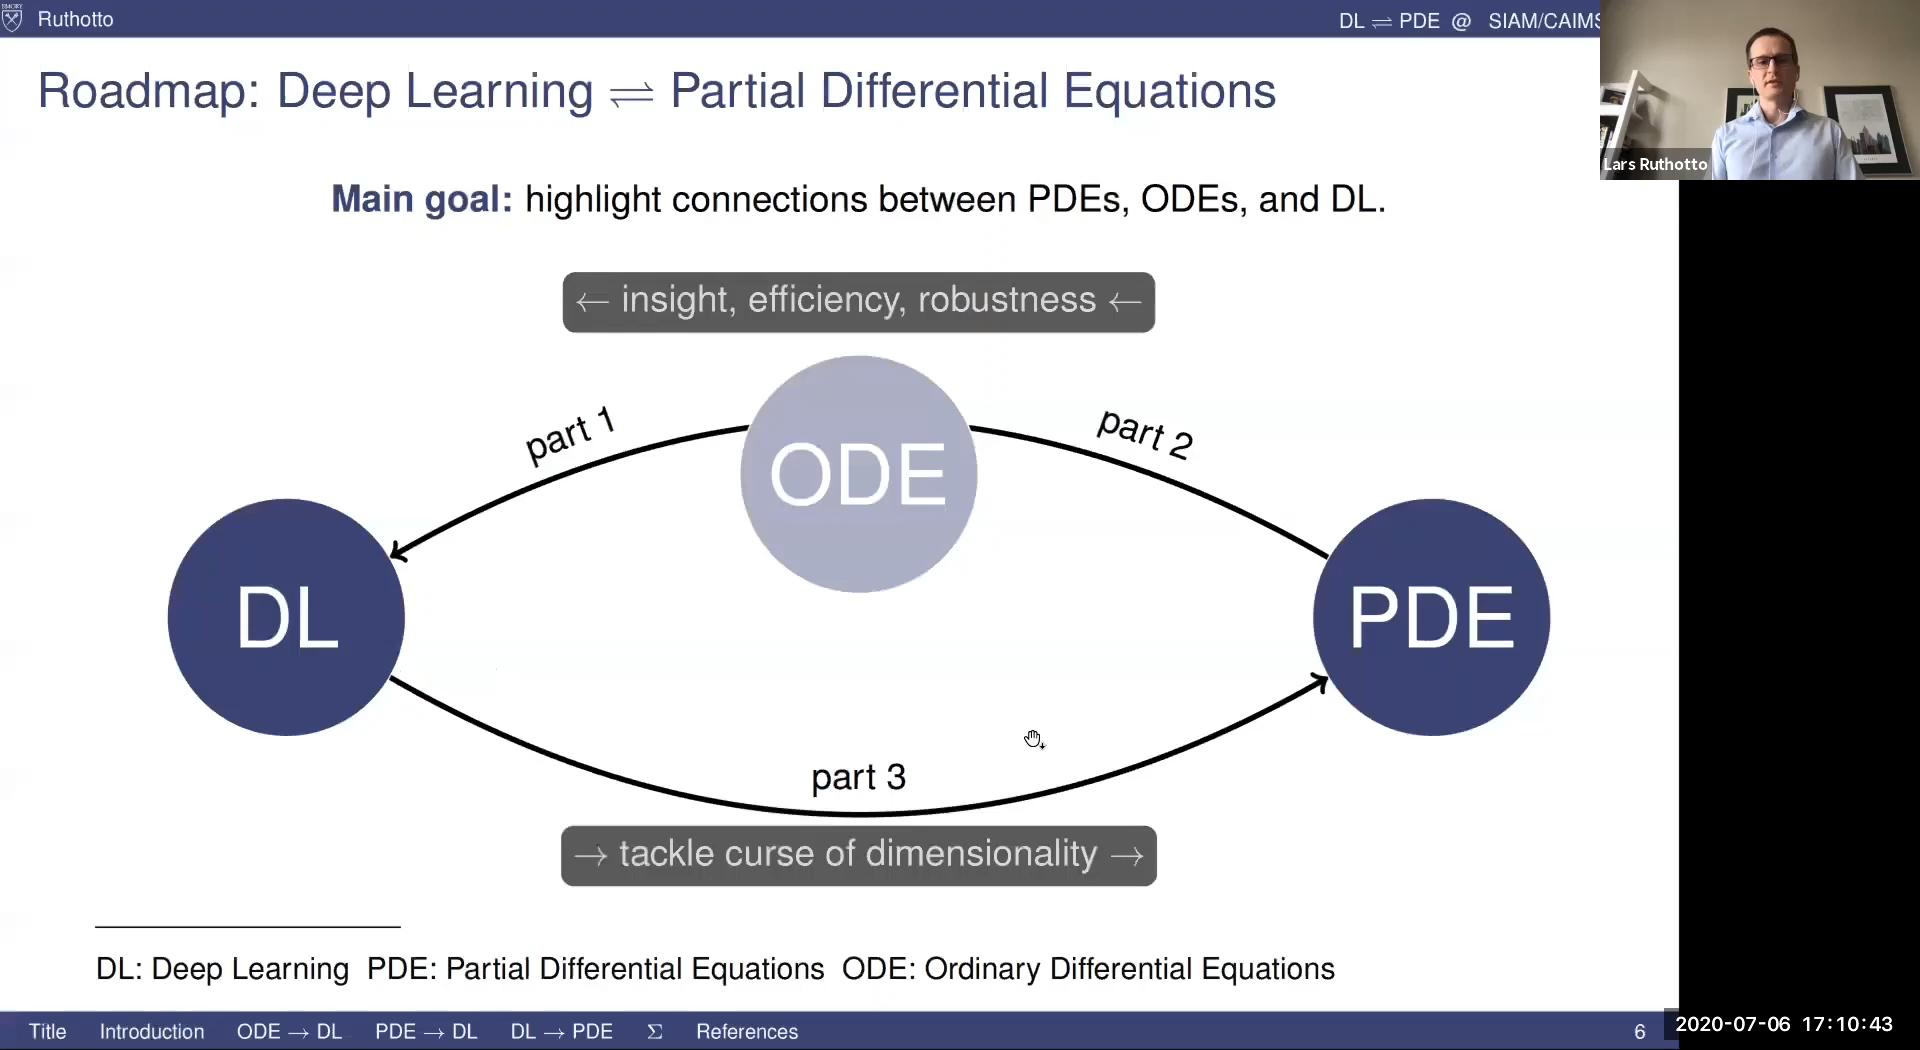 EMORY
Ruthotto
DL ⇌ PDE @ SIAM/CAIMS
Roadmap: Deep Learning ⇌ Partial Differential Equations
Lars Ruthotto
Main goal: highlight connections between PDEs, ODEs, and DL.
← insight, efficiency, robustness ←
part 1
part 2
ODE
DL
PDE
part 3
→ tackle curse of dimensionality →
DL: Deep Learning PDE: Partial Differential Equations ODE: Ordinary Differential Equations
Title Introduction ODE → DL PDE → DL DL → PDE Σ References 6
2020-07-06 17:10:43